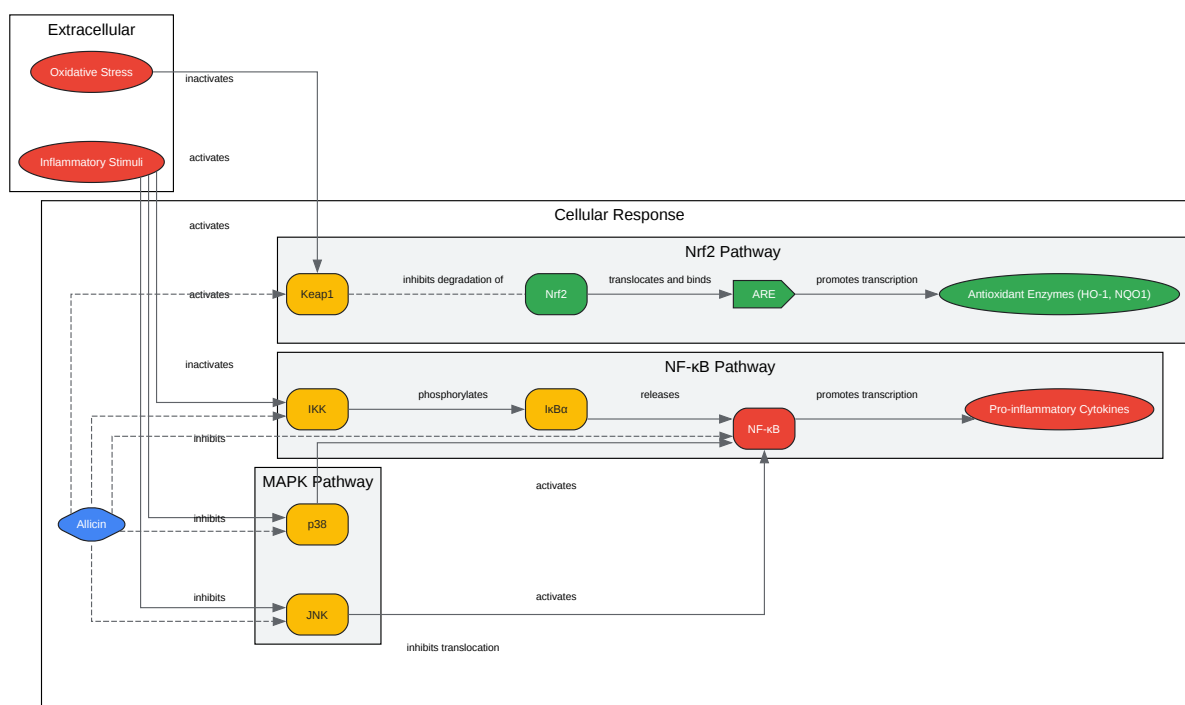 Extracellular
Oxidative Stress
inactivates
Inflammatory Stimuli
activates
Cellular Response
activates
Nrf2 Pathway
inhibits degradation of
translocates and binds
promotes transcription
activates
Keap1
Nrf2
ARE
Antioxidant Enzymes (HO-1, NQO1)
inactivates
NF-κB Pathway
phosphorylates
releases
promotes transcription
IKK
IκBα
Pro-inflammatory Cytokines
NF-κB
inhibits
MAPK Pathway
activates
inhibits
Allicin
p38
inhibits
activates
JNK
inhibits translocation